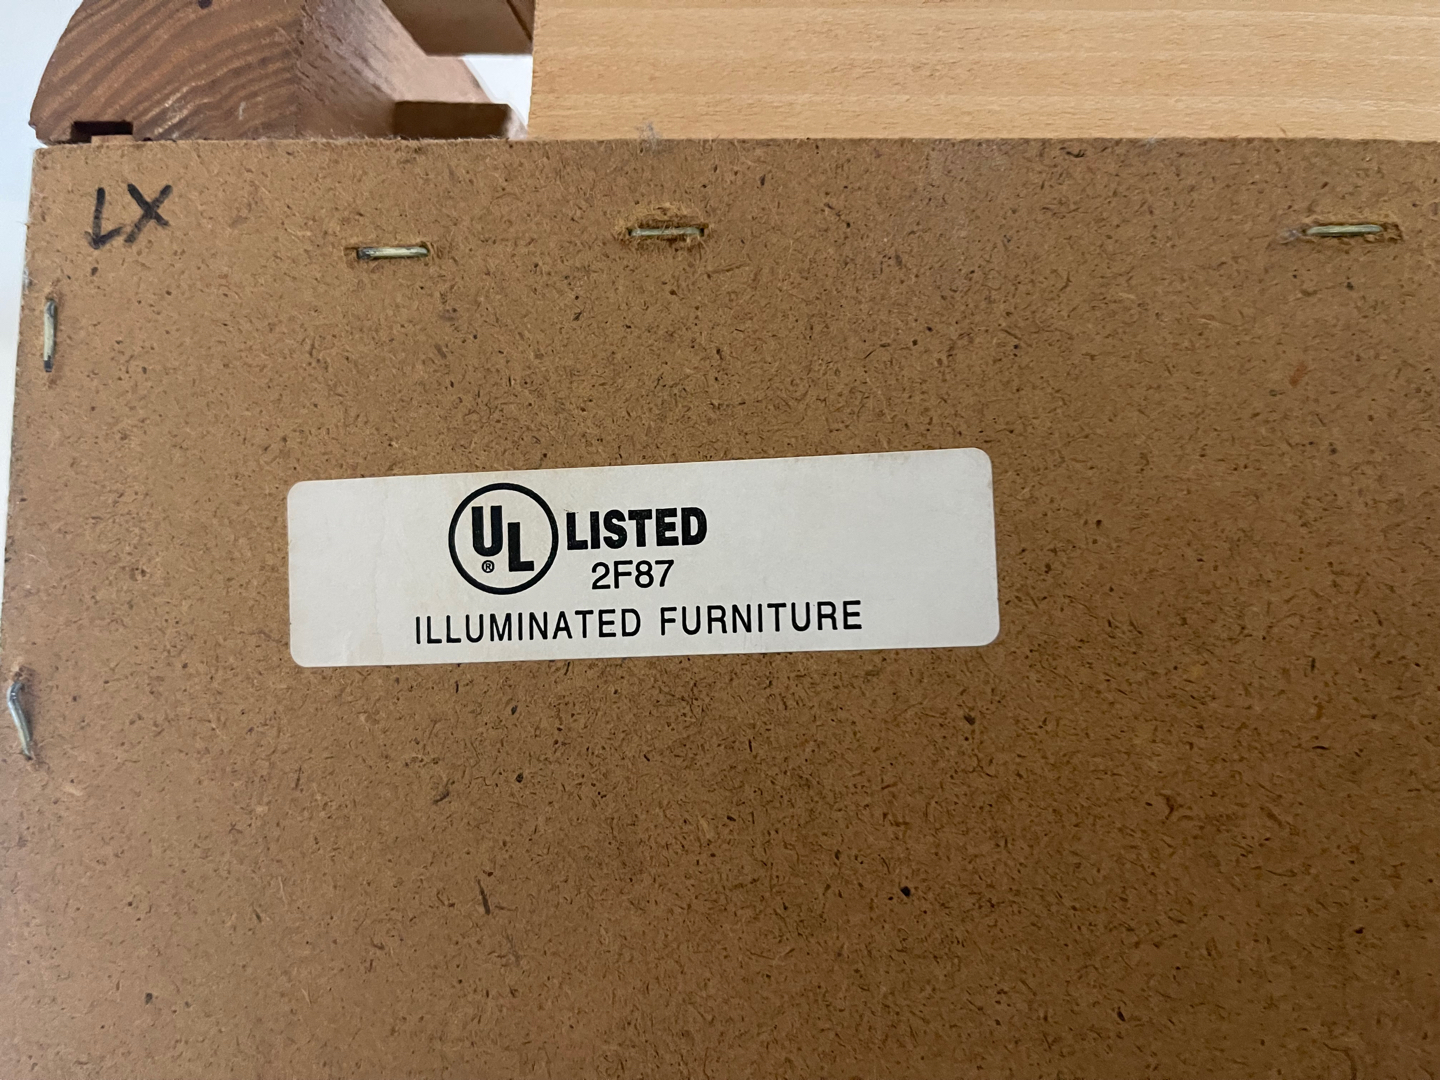 LX
UL LISTED
®
2F87
ILLUMINATED FURNITURE